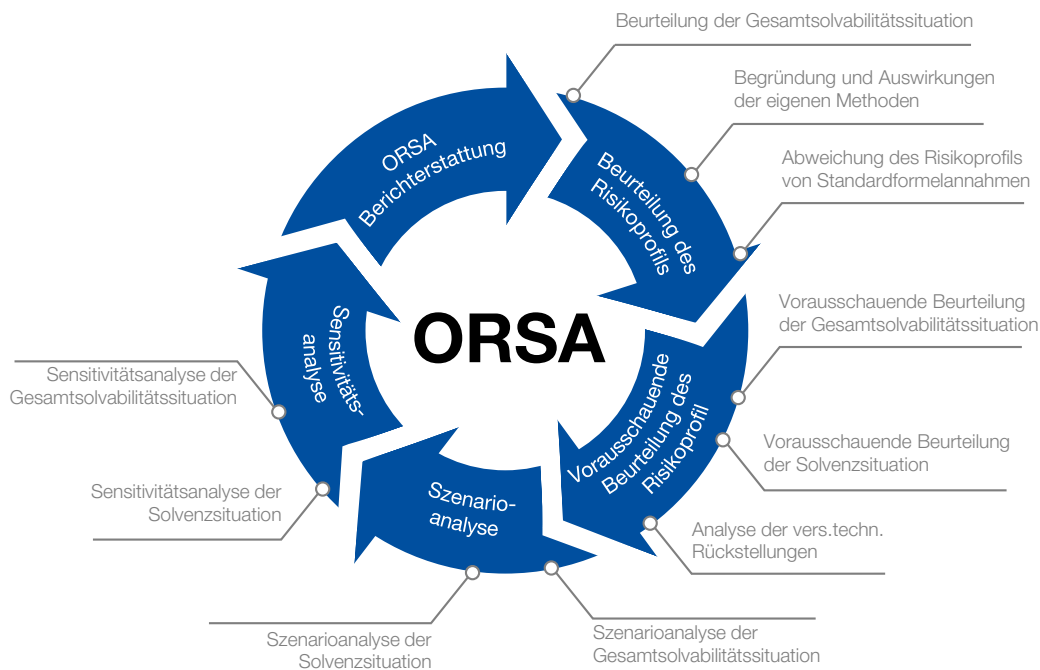 Beurteilung der Gesamtsolvabilitätssituation
Begründung und Auswirkungen
der eigenen Methoden
Abweichung des Risikoprofils
von Standardformelannahmen
ORSA
Berichterstattung
Beurteilung des
Risikoprofils
Vorausschauende Beurteilung
der Gesamtsolvabilitätssituation
ORSA
Sensitivitäts-
analyse
Vorausschauende
Beurteilung des
Risikoprofil
Sensitivitätsanalyse der
Gesamtsolvabilitätssituation
Vorausschauende Beurteilung
der Solvenzsituation
Sensitivitätsanalyse der
Solvenzsituation
Szenario-
analyse
Analyse der vers.techn.
Rückstellungen
Szenarioanalyse der
Solvenzsituation
Szenarioanalyse der
Gesamtsolvabilitätssituation